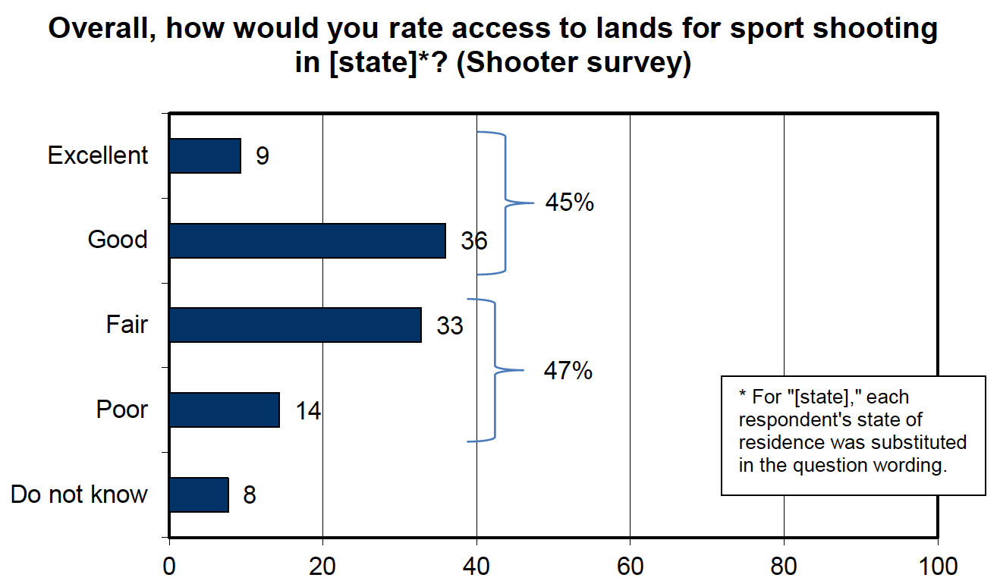 Overall, how would you rate access to lands for sport shooting
in [state]*? (Shooter survey)
Excellent
9
45%
Good
36
Fair
33
47%
Poor
14
Do not know
8
* For "[state]," each
respondent's state of
residence was substituted
in the question wording.
0 20 40 60 80 100